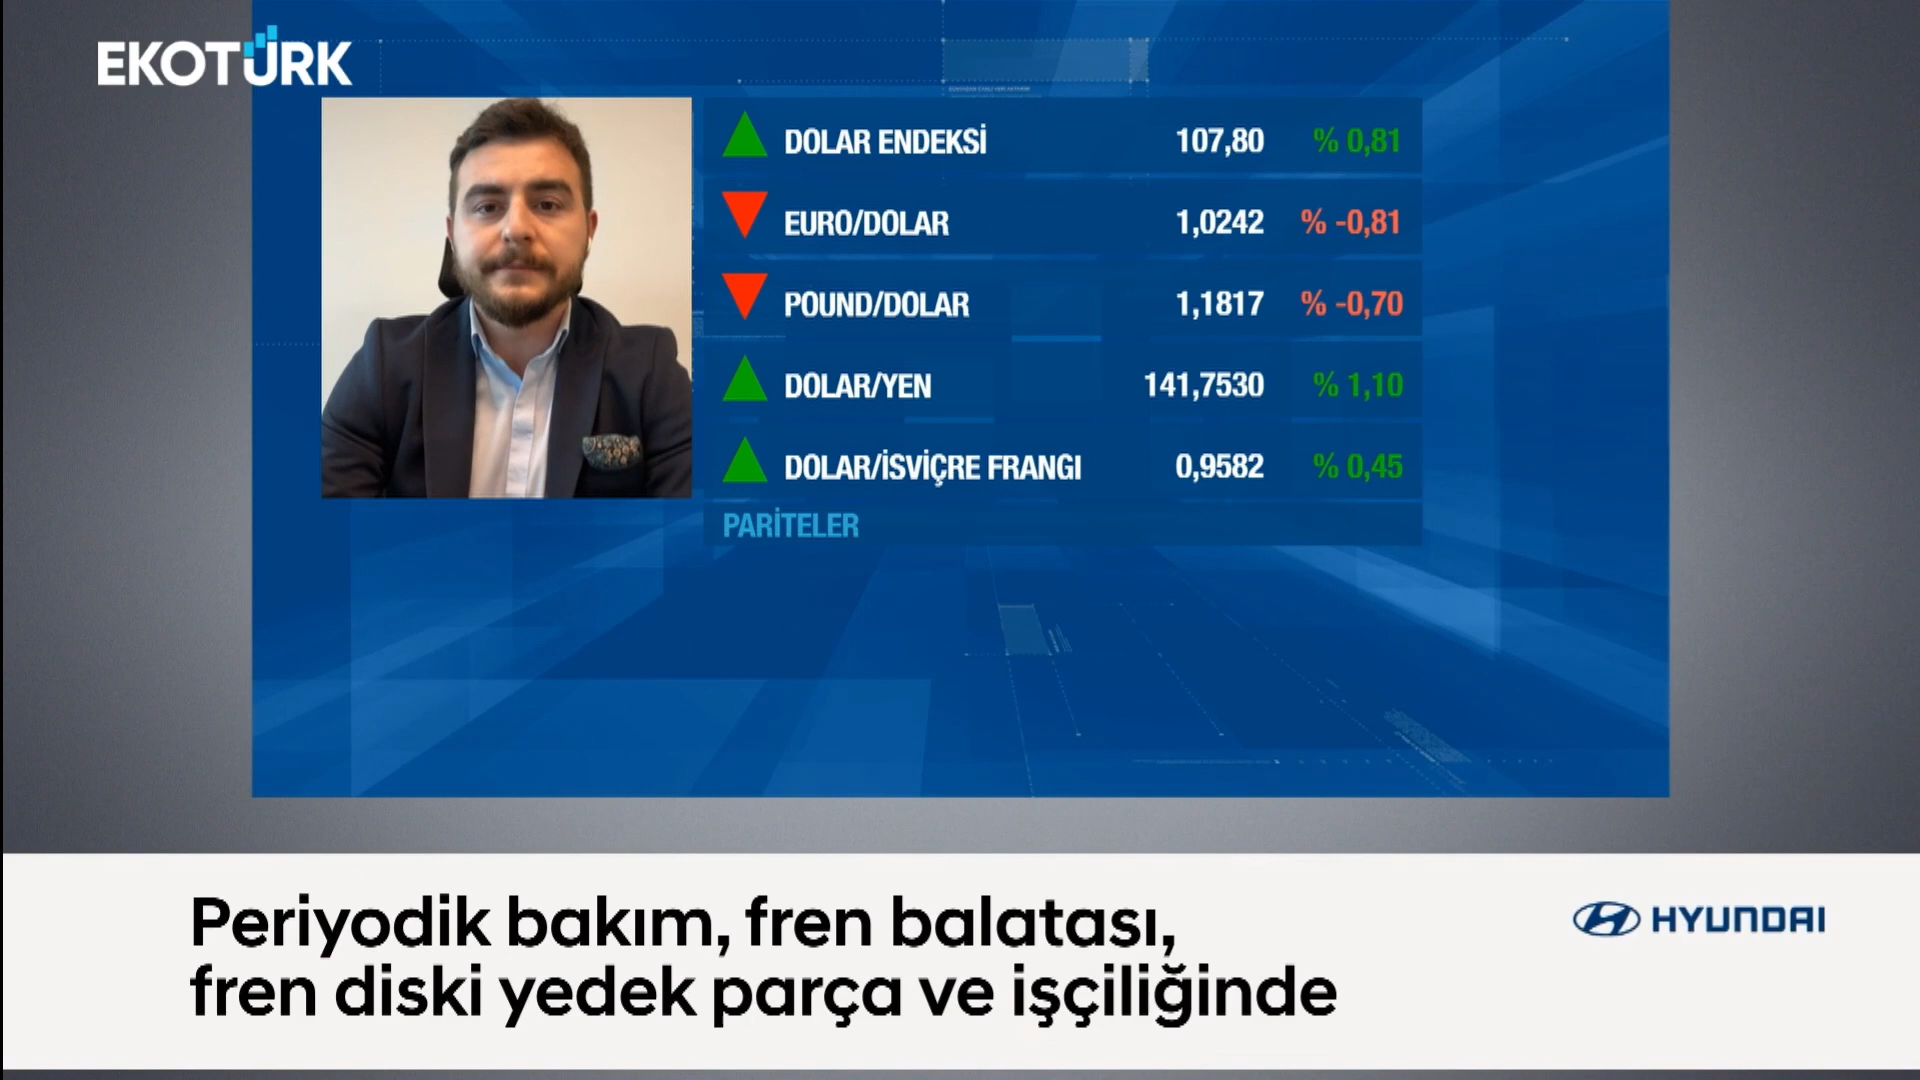 EKOTÜRK
DOLAR ENDEKSİ 107,80 % 0,81
EURO/DOLAR 1,0242 % -0,81
POUND/DOLAR 1,1817 % -0,70
DOLAR/YEN 141,7530 % 1,10
DOLAR/İSVİÇRE FRANGI 0,9582 % 0,45
PARİTELER
Periyodik bakım, fren balatası,
fren diski yedek parça ve işçiliğinde
HYUNDAI